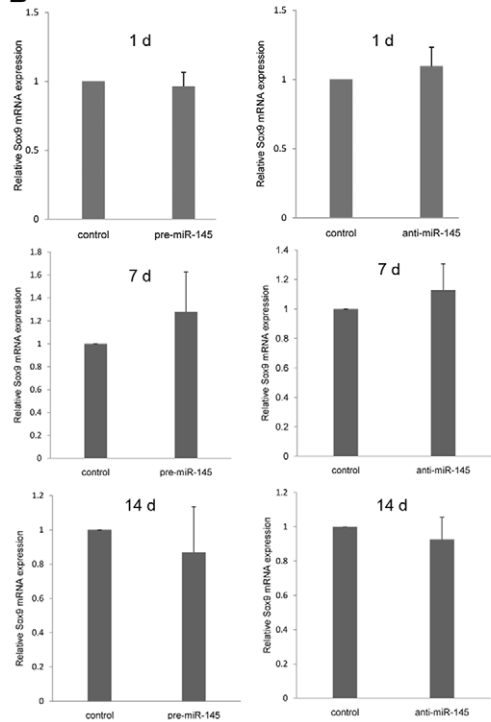 1 d
Relative Sox9 mRNA expression
1.5
1
0.5
0
control pre-miR-145
1 d
Relative Sox9 mRNA expression
1.5
1
0.5
0
control anti-miR-145
7 d
Relative Sox9 mRNA expression
1.8
1.6
1.4
1.2
1
0.8
0.6
0.4
0.2
0
control pre-miR-145
7 d
Relative Sox9 mRNA expression
1.4
1.2
1
0.8
0.6
0.4
0.2
0
control anti-miR-145
14 d
Relative Sox9 mRNA expression
1.2
1
0.8
0.6
0.4
0.2
0
control pre-miR-145
14 d
Relative Sox9 mRNA expression
1.2
1
0.8
0.6
0.4
0.2
0
control anti-miR-145